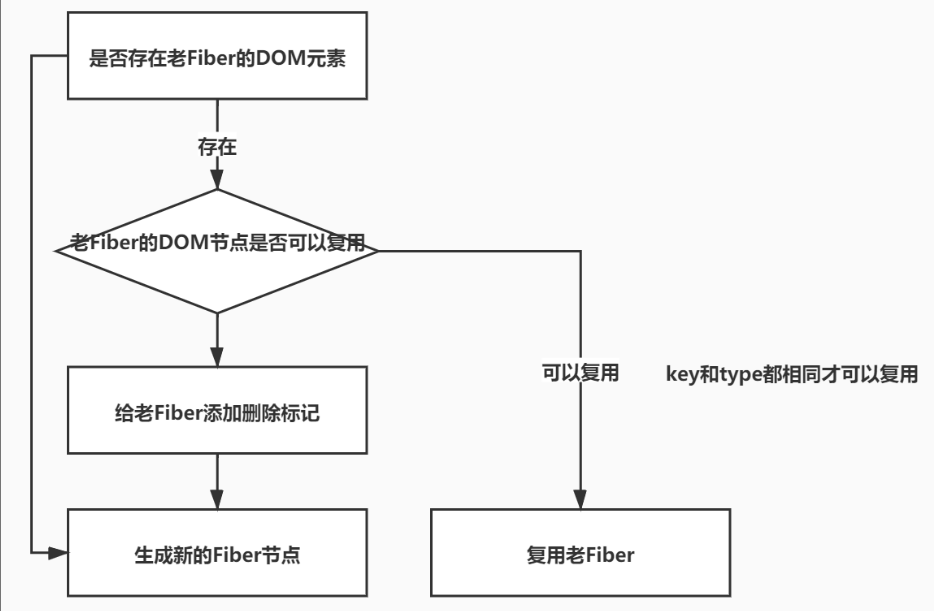 是否存在老Fiber的DOM元素
存在
老Fiber的DOM节点是否可以复用
可以复用
key和type都相同才可以复用
给老Fiber添加删除标记
生成新的Fiber节点
复用老Fiber